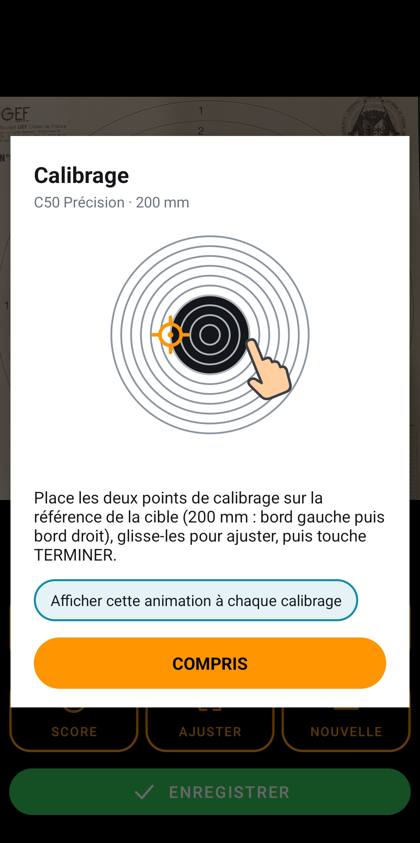 GEF
1
2
N°
1
Calibrage
C50 Précision · 200 mm
Place les deux points de calibrage sur la
référence de la cible (200 mm : bord gauche puis
bord droit), glisse-les pour ajuster, puis touche
TERMINER.
Afficher cette animation à chaque calibrage
COMPRIS
SCORE
AJUSTER
NOUVELLE
ENREGISTRER